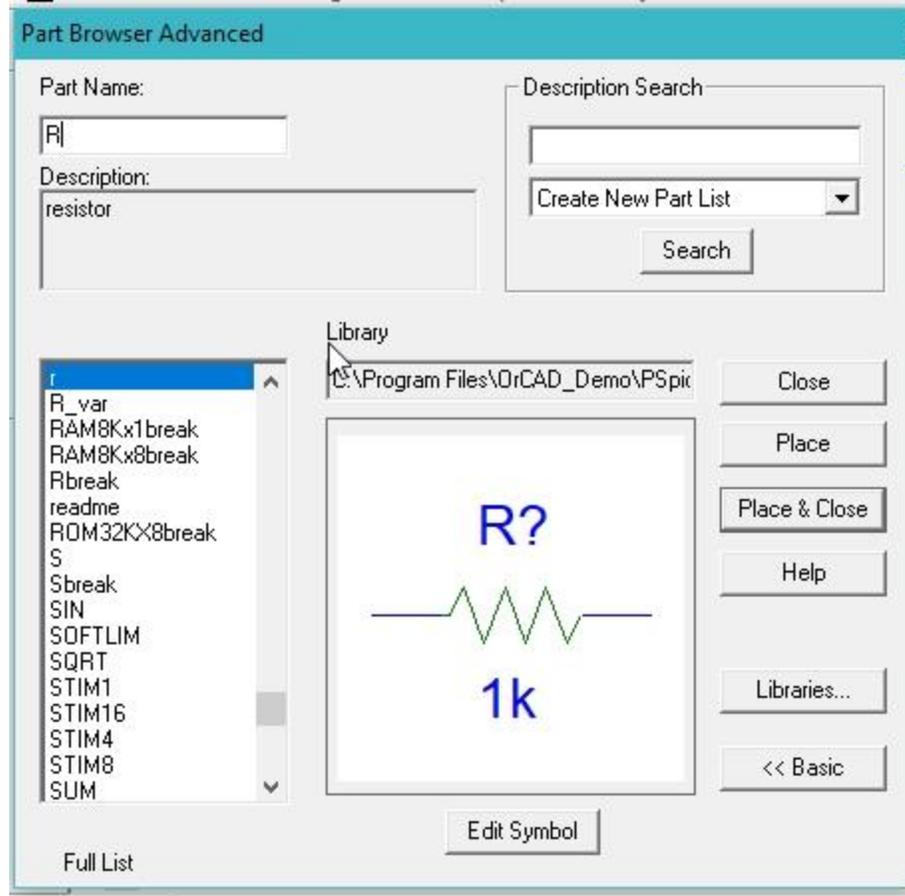 Part Browser Advanced
Part Name:
R
Description:
resistor
Description Search
Create New Part List
Search
Library
C:\Program Files\OrCAD_Demo\PSpic
r
R_var
RAM8Kx1break
RAM8Kx8break
Rbreak
readme
ROM32KX8break
S
Sbreak
SIN
SOFTLIM
SQRT
STIM1
STIM16
STIM4
STIM8
SUM
Full List
R?
1k
Edit Symbol
Close
Place
Place & Close
Help
Libraries...
<< Basic